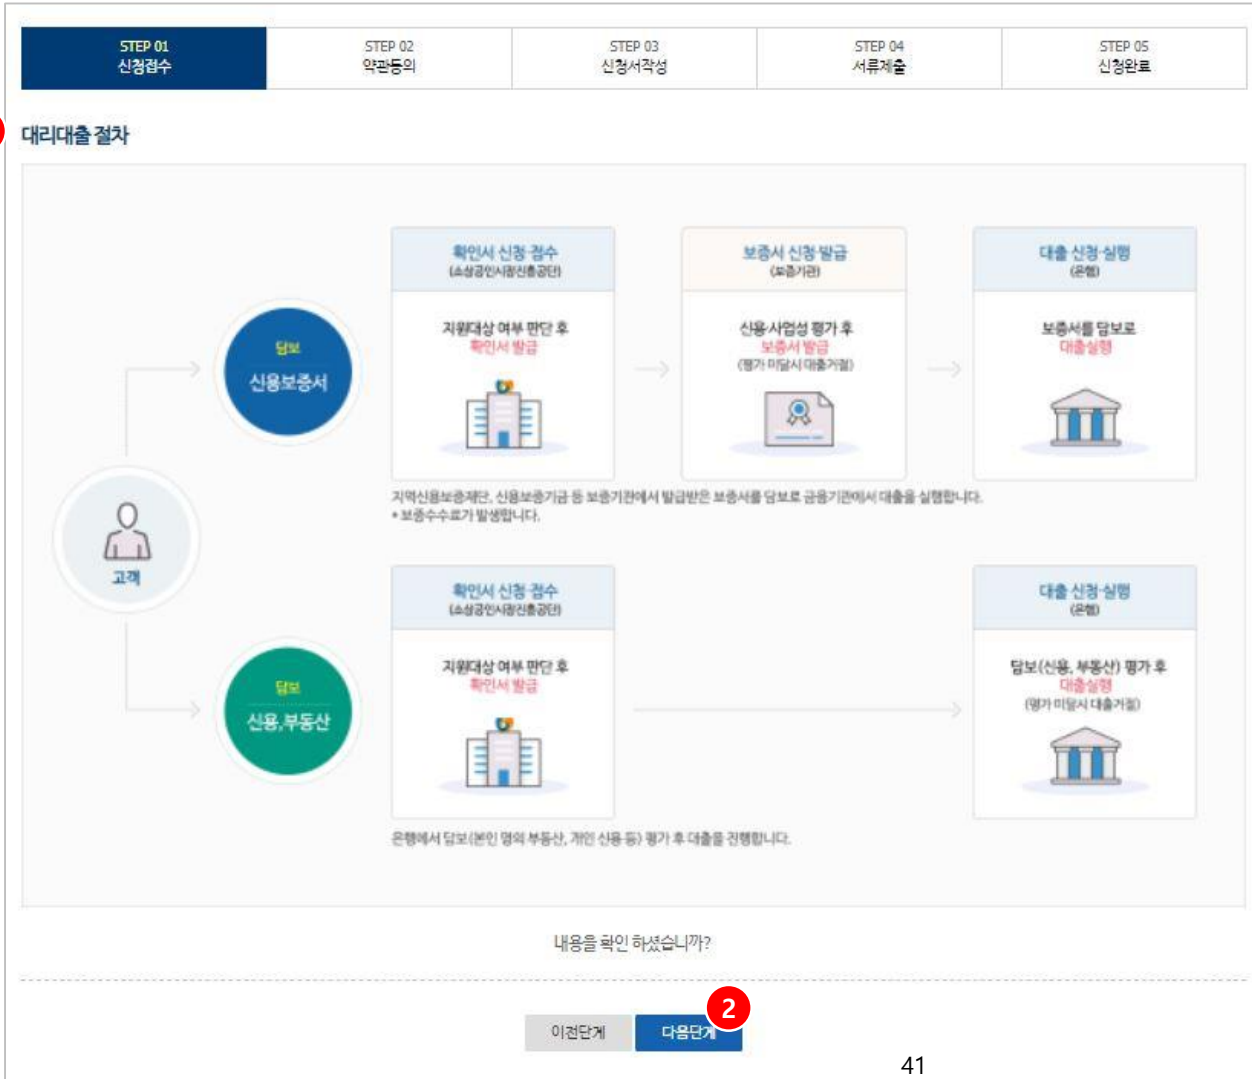 STEP 01
신청접수
STEP 02
약관동의
STEP 03
신청서작성
STEP 04
서류제출
STEP 05
신청완료
대리대출 절차
확인서 신청·접수
(소상공인시장진흥공단)
지원대상 여부 판단 후
확인서 발급
보증서 신청·발급
(보증기관)
신용·사업성 평가 후
보증서 발급
(평가 미달시 대출거절)
대출 신청·실행
(은행)
보증서를 담보로
대출실행
담보
신용보증서
지역신용보증재단, 신용보증기금 등 보증기관에서 발급받은 보증서를 담보로 금융기관에서 대출을 실행합니다.
* 보증수수료가 발생합니다.
고객
확인서 신청·접수
(소상공인시장진흥공단)
지원대상 여부 판단 후
확인서 발급
대출 신청·실행
(은행)
담보(신용, 부동산) 평가 후
대출실행
(평가 미달시 대출거절)
담보
신용,부동산
은행에서 담보(본인 명의 부동산, 개인 신용 등) 평가 후 대출을 진행합니다.
내용을 확인 하셨습니까?
이전단계
다음단계
2
41